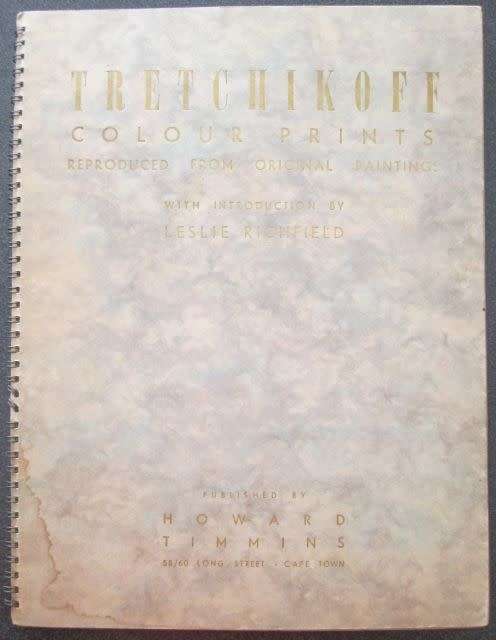 TRETCHIKOFF
COLOUR PRINTS
REPRODUCED FROM ORIGINAL PAINTINGS
WITH INTRODUCTION BY
LESLIE RICHFIELD
PUBLISHED BY
HOWARD
TIMMINS
58/60 LONG STREET • CAPE TOWN